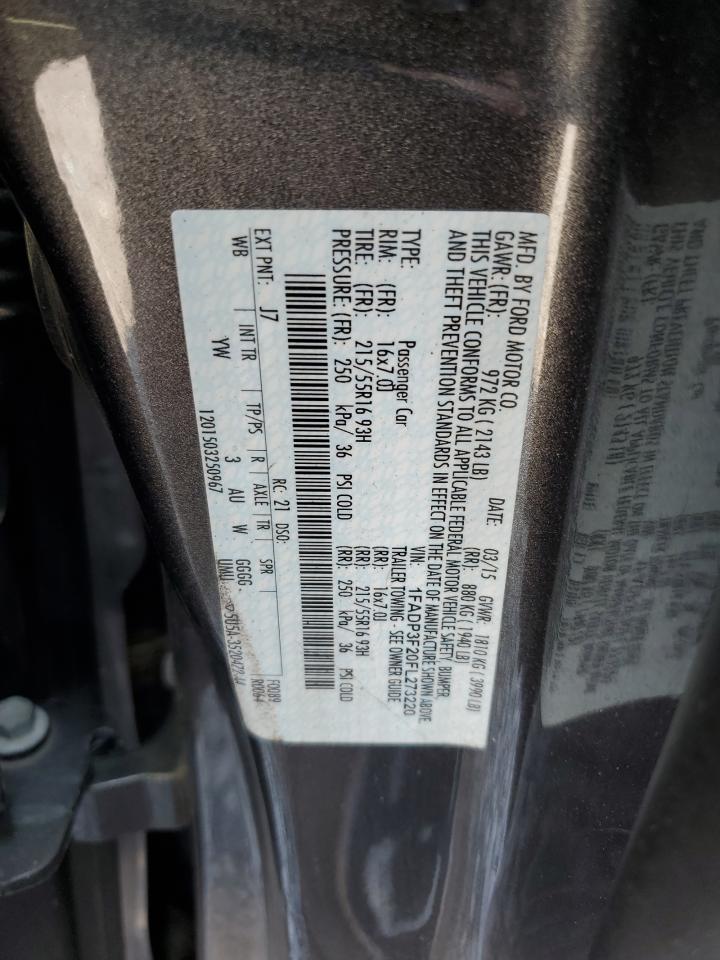 MFD. BY FORD MOTOR CO.
DATE: 03/15 GVWR: 1810 KG ( 3990 LB)
GAWR: (FR): 972 KG ( 2143 LB) (RR): 880 KG ( 1940 LB)
THIS VEHICLE CONFORMS TO ALL APPLICABLE FEDERAL MOTOR VEHICLE SAFETY, BUMPER,
AND THEFT PREVENTION STANDARDS IN EFFECT ON THE DATE OF MANUFACTURE SHOWN ABOVE
VIN: 1FADP3F20FL273220
TYPE: Passenger Car TRAILER TOWING - SEE OWNER GUIDE
RIM: (FR): 16x7.0J (RR): 16x7.0J
TIRE: (FR): 215/55R16 93H (RR): 215/55R16 93H
PRESSURE: (FR): 250 kPa/ 36 PSI COLD (RR): 250 kPa/ 36 PSI COLD
RC: 21 DSO: F0089
EXT PNT: J7 R0064
WB INT TR TP/PS R AXLE TR SPR
YW 3 AU W GGGG
1201503250967 UMU